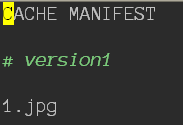 CACHE MANIFEST
# version1
1.jpg